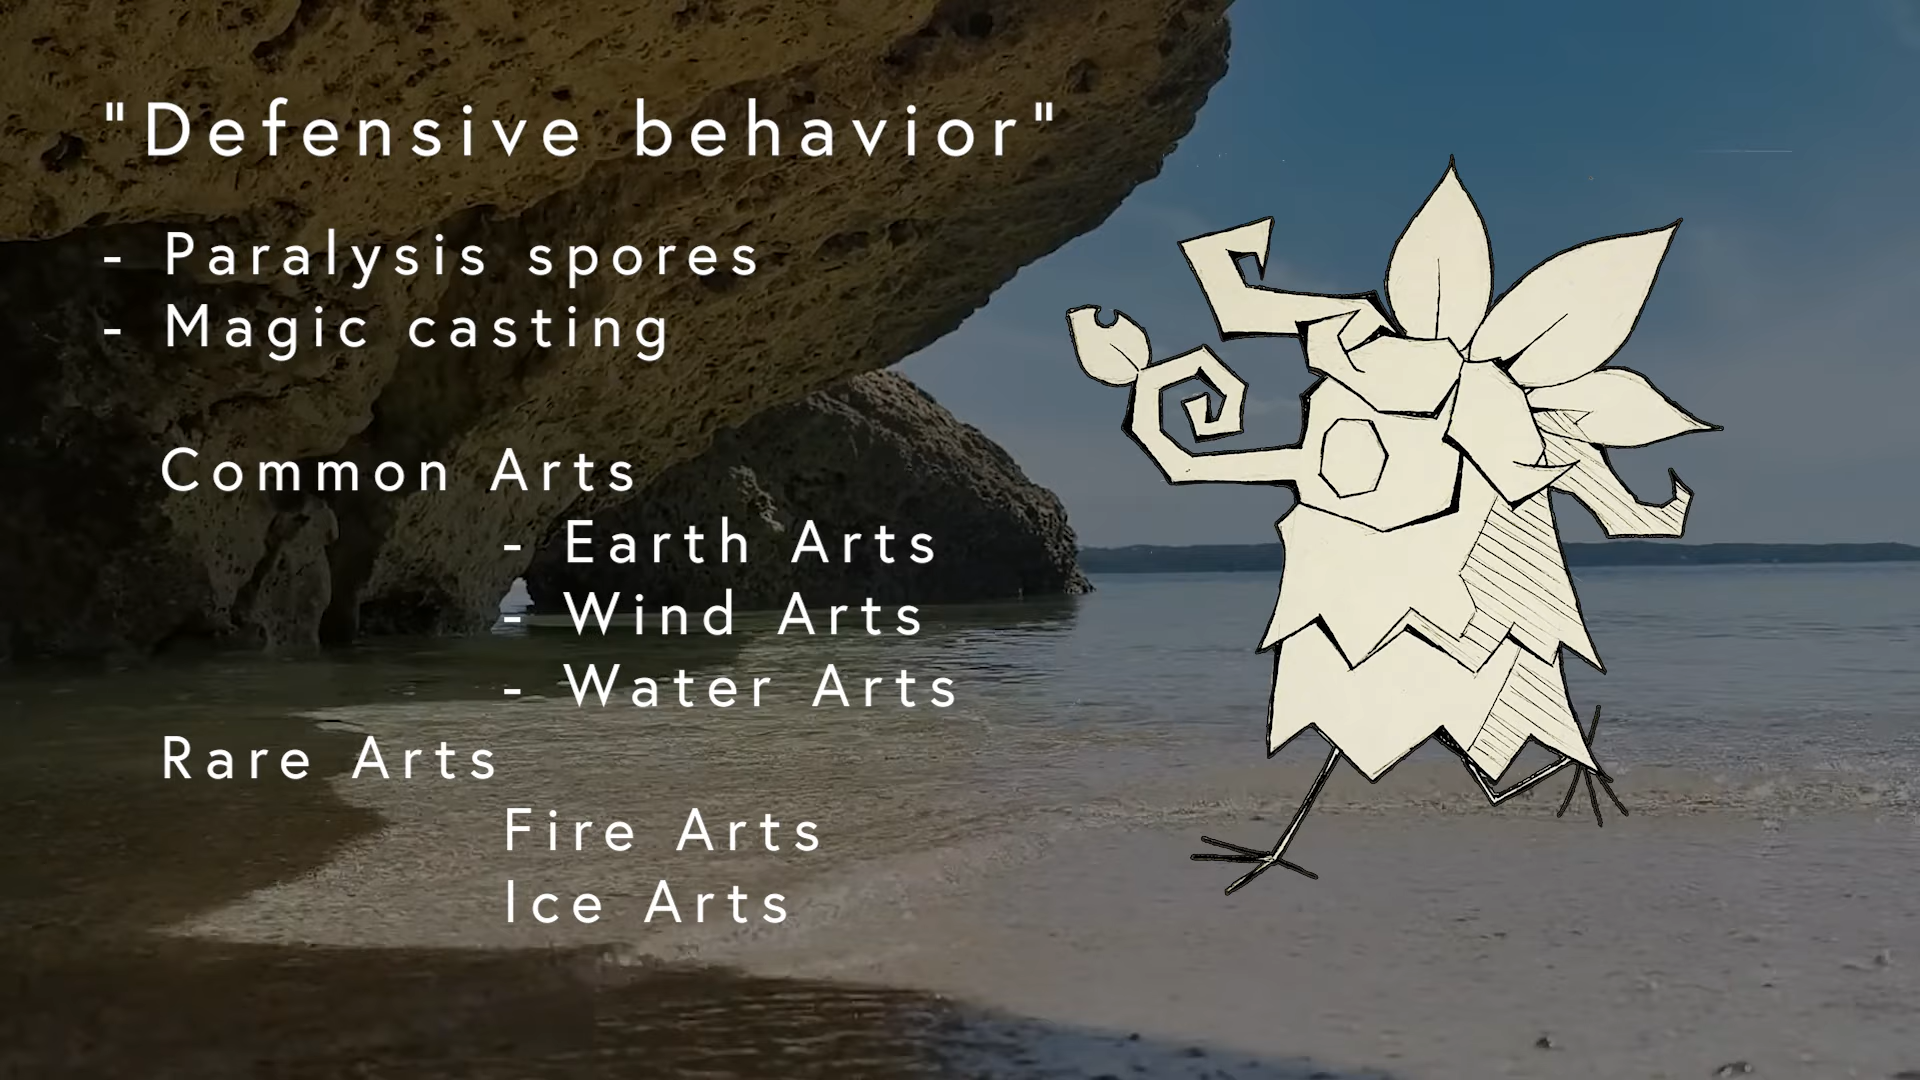 "Defensive behavior"
- Paralysis spores
- Magic casting
Common Arts
- Earth Arts
- Wind Arts
- Water Arts
Rare Arts
Fire Arts
Ice Arts